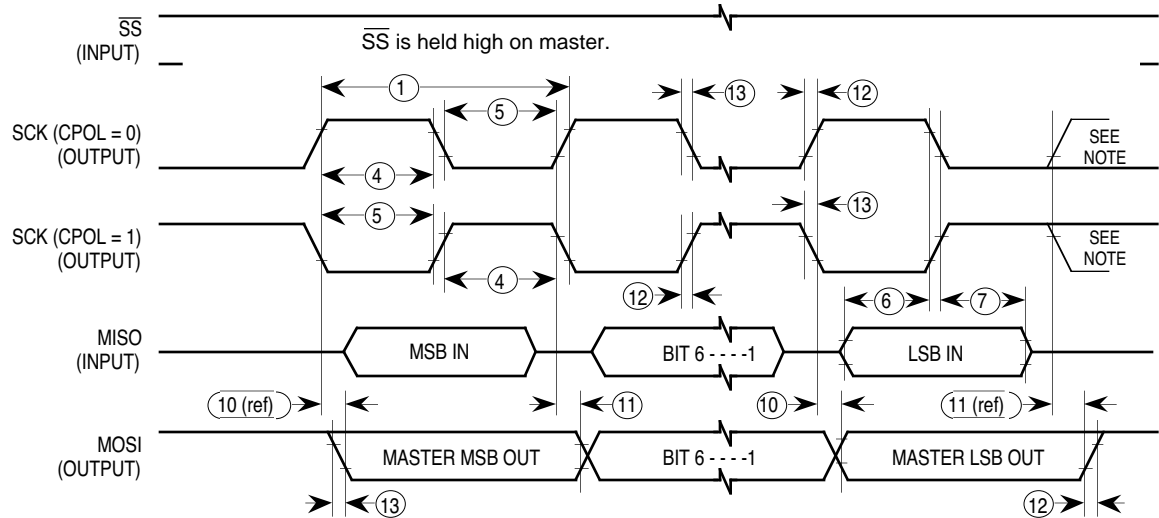 SS
(INPUT)
SS is held high on master.
1
5
13
12
SCK (CPOL = 0)
(OUTPUT)
SEE
NOTE
4
5
13
SCK (CPOL = 1)
(OUTPUT)
SEE
NOTE
4
12
6
7
MISO
(INPUT)
MSB IN
BIT 6 - - - -1
LSB IN
10 (ref)
11
10
11 (ref)
MOSI
(OUTPUT)
MASTER MSB OUT
BIT 6 - - - -1
MASTER LSB OUT
13
12